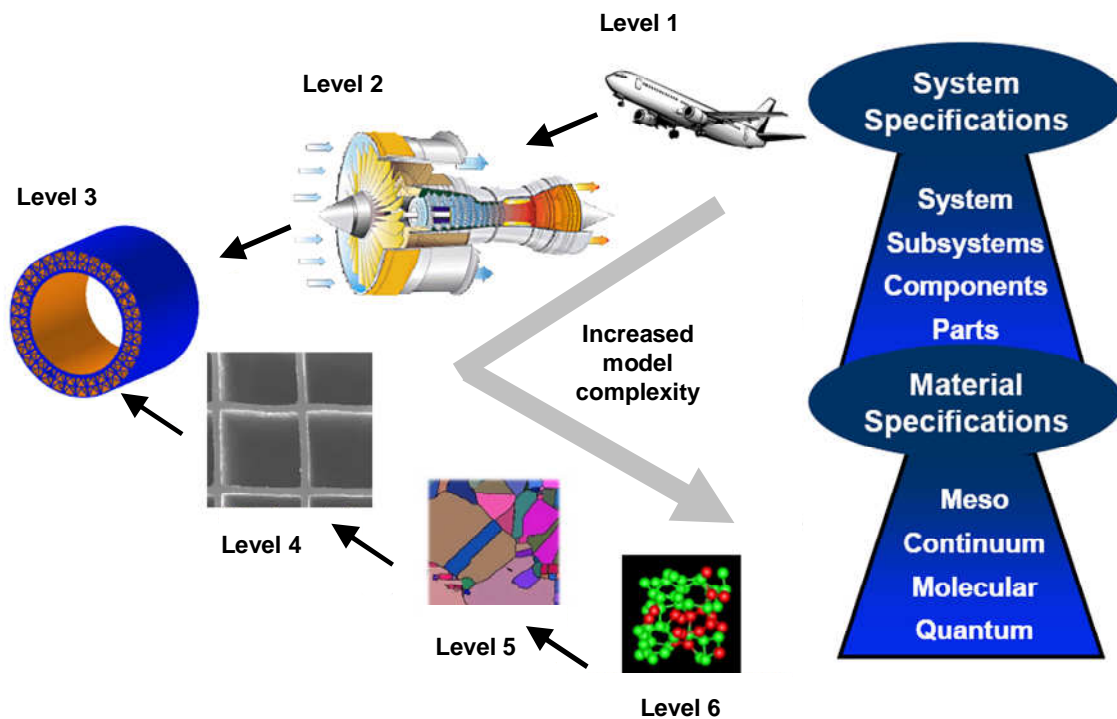 Level 1
Level 2
Level 3
Increased
model
complexity
Level 4
Level 5
Level 6
System
Specifications
System
Subsystems
Components
Parts
Material
Specifications
Meso
Continuum
Molecular
Quantum